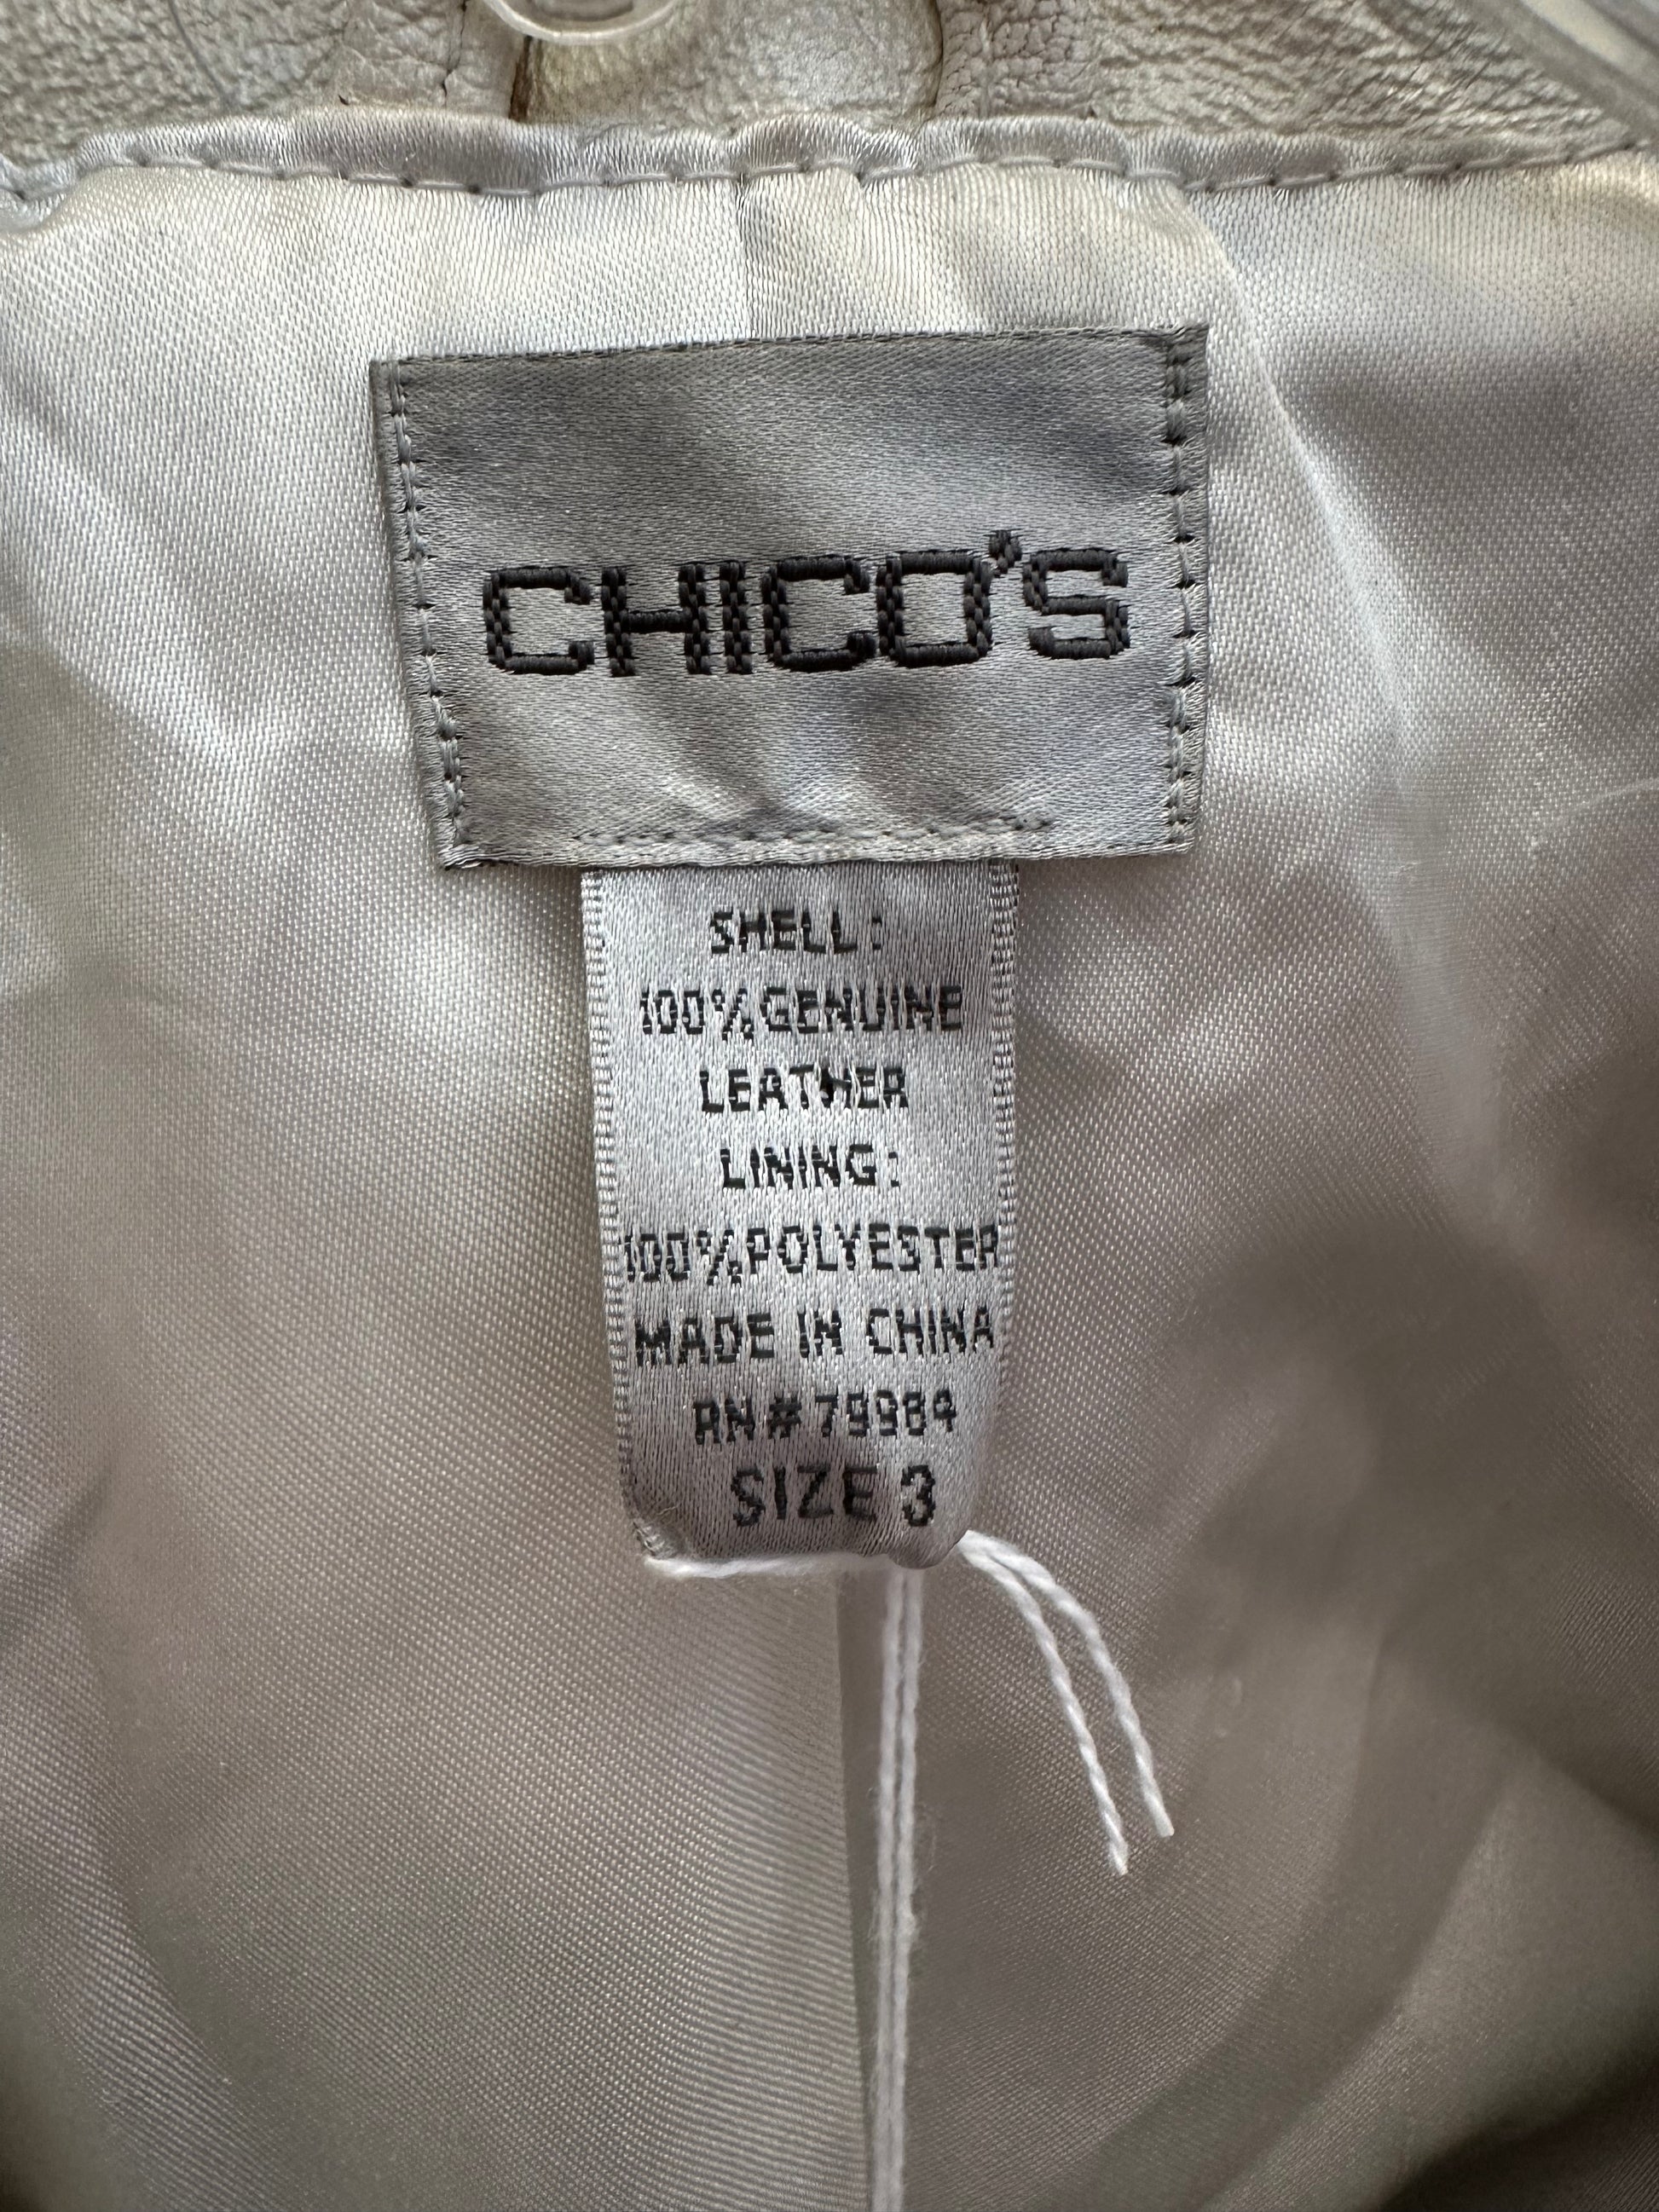 CHICO'S
SHELL:
100% GENUINE
LEATHER
LINING:
100% POLYESTER
MADE IN CHINA
RN# 79984
SIZE 3